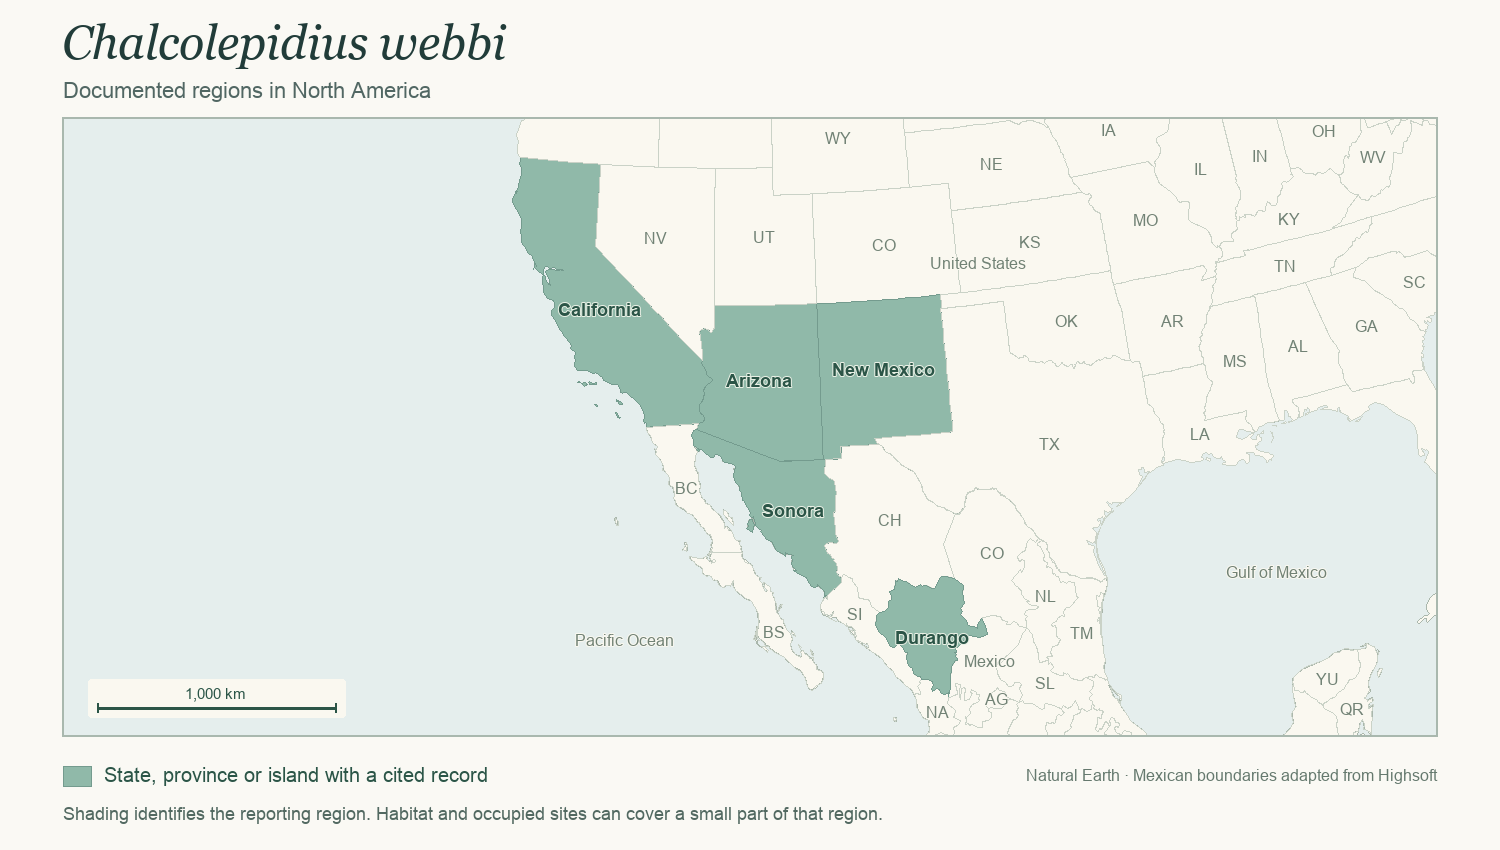 Chalcolepidius webbi
Documented regions in North America
WY
IA
OH
NE
IL
IN
WV
MO
KY
NV
UT
CO
KS
United States
TN
SC
California
OK
AR
GA
MS
AL
Arizona
New Mexico
TX
LA
BC
Sonora
CH
CO
Gulf of Mexico
NL
SI
BS
Durango
TM
Pacific Ocean
Mexico
SL
YU
AG
NA
QR
1,000 km
State, province or island with a cited record
Natural Earth · Mexican boundaries adapted from Highsoft
Shading identifies the reporting region. Habitat and occupied sites can cover a small part of that region.